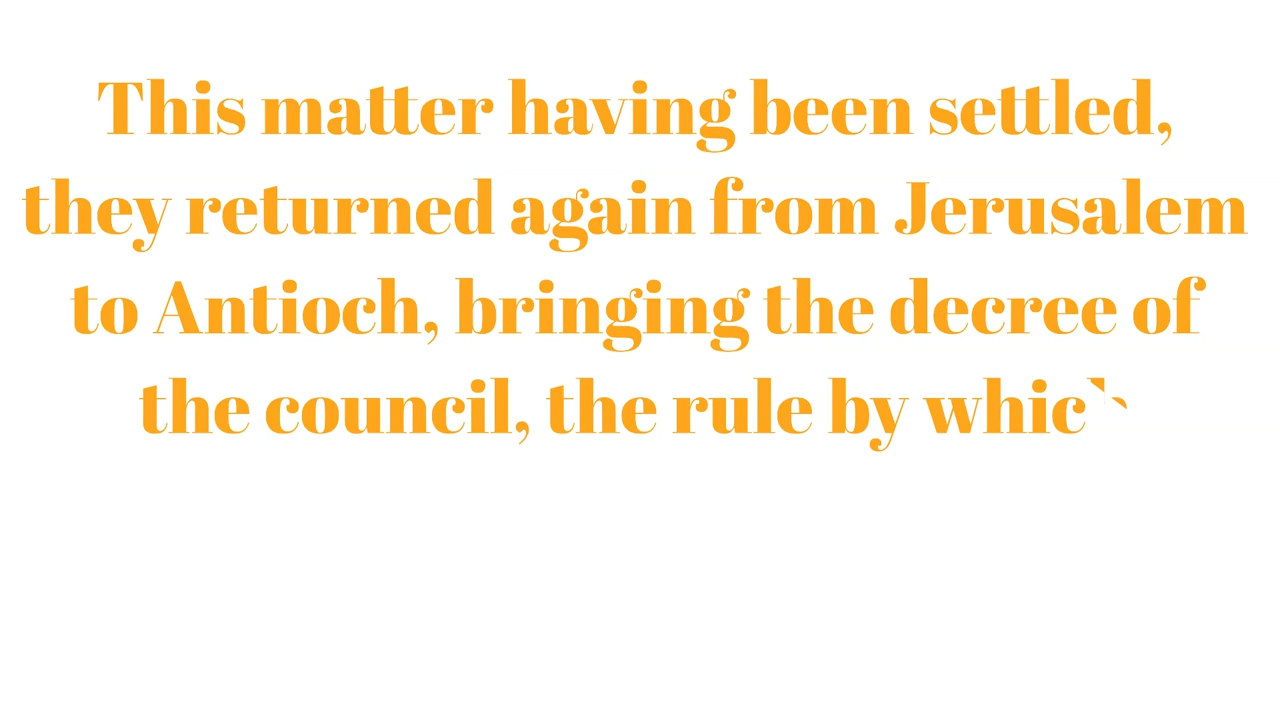 This matter having been settled,
they returned again from Jerusalem
to Antioch, bringing the decree of
the council, the rule by which